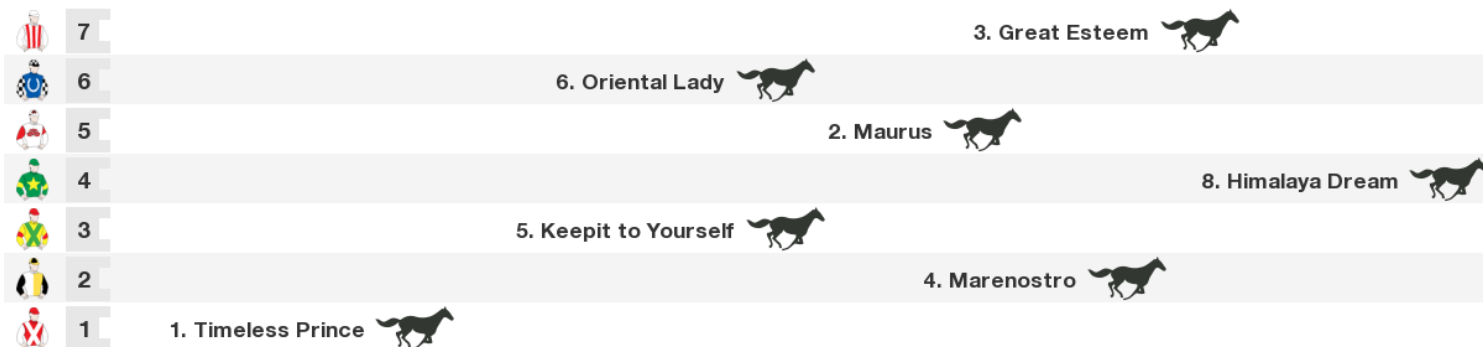 7 3. Great Esteem
6 6. Oriental Lady
5 2. Maurus
4 8. Himalaya Dream
3 5. Keepit to Yourself
2 4. Marenostro
1 1. Timeless Prince